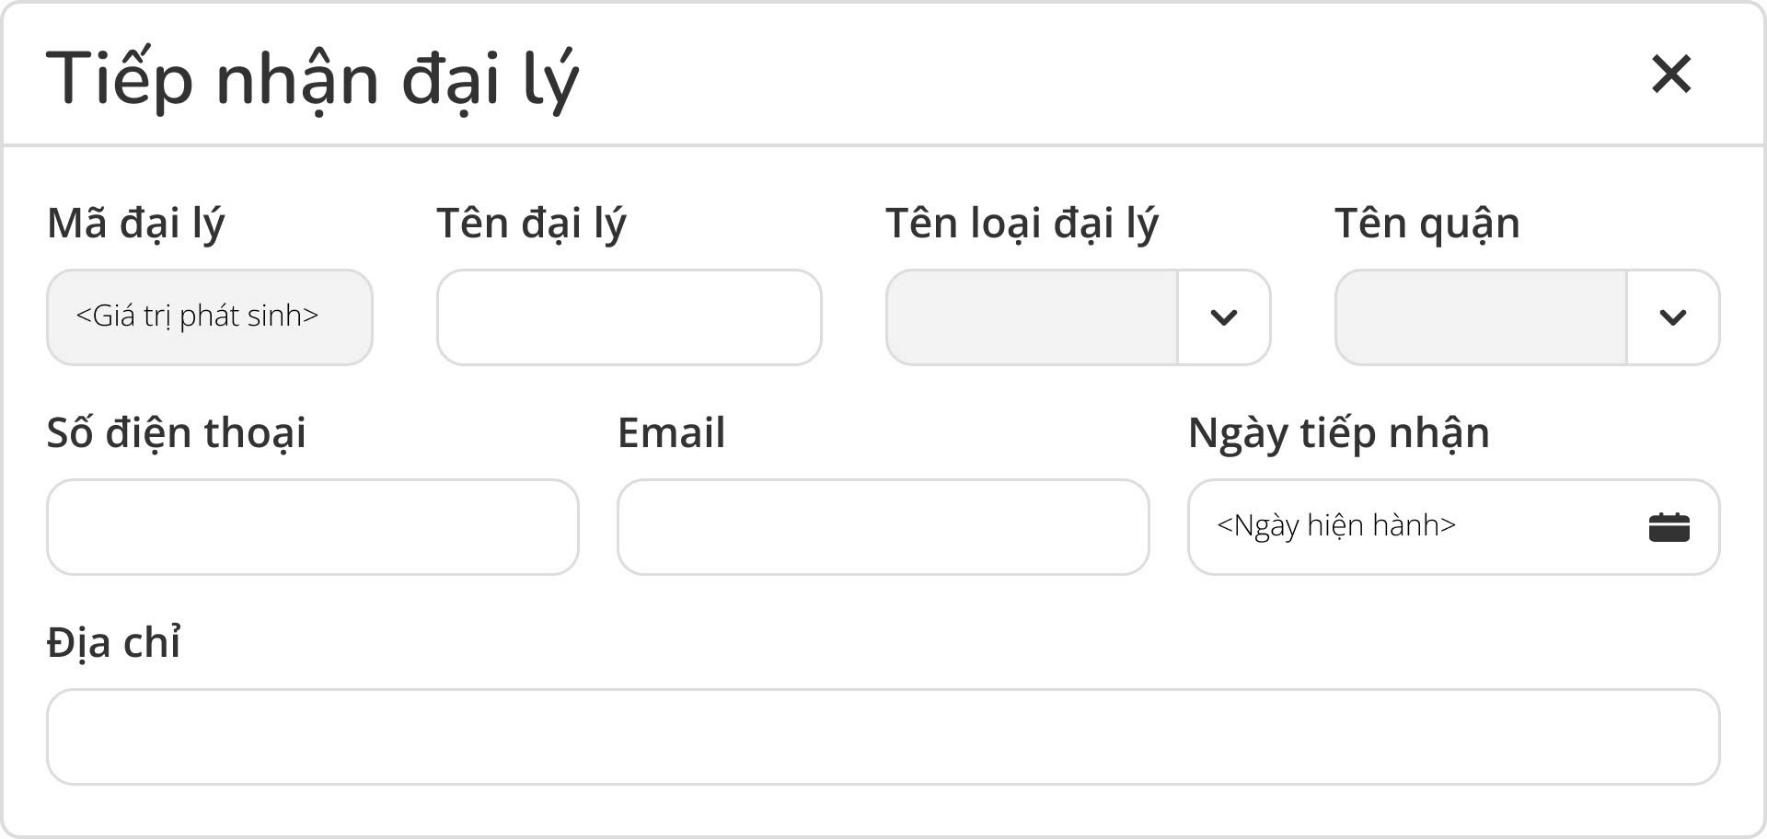 Tiếp nhận đại lý
Mã đại lý
Tên đại lý
Tên loại đại lý
Tên quận
<Giá trị phát sinh>
Số điện thoại
Email
Ngày tiếp nhận
<Ngày hiện hành>
Địa chỉ